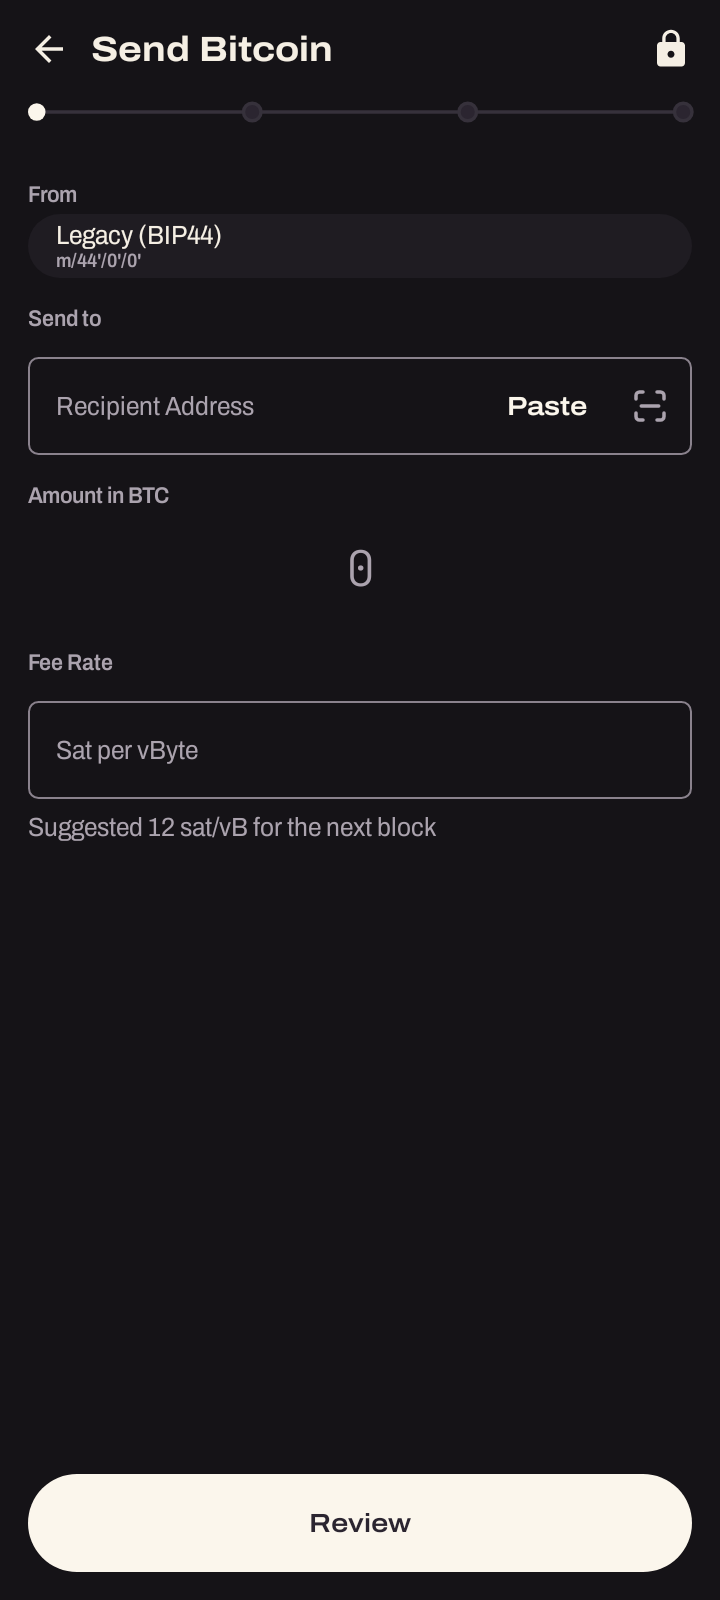 Send Bitcoin
From
Legacy (BIP44)
m/44'/0'/0'
Send to
Recipient Address Paste
Amount in BTC
0
Fee Rate
Sat per vByte
Suggested 12 sat/vB for the next block
Review